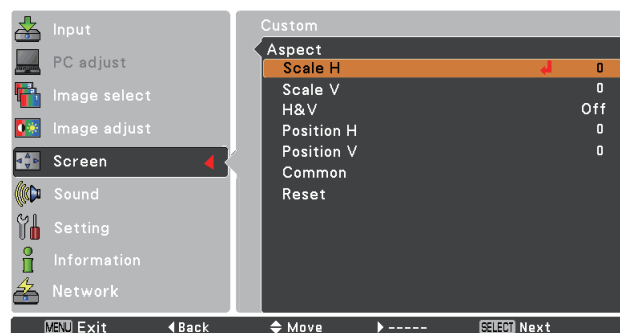 Input
PC adjust
Image select
Image adjust
Screen
Sound
Setting
Information
Network
Custom
Aspect
Scale H 0
Scale V 0
H&V Off
Position H 0
Position V 0
Common
Reset
MENU Exit Back Move ----- SELECT Next